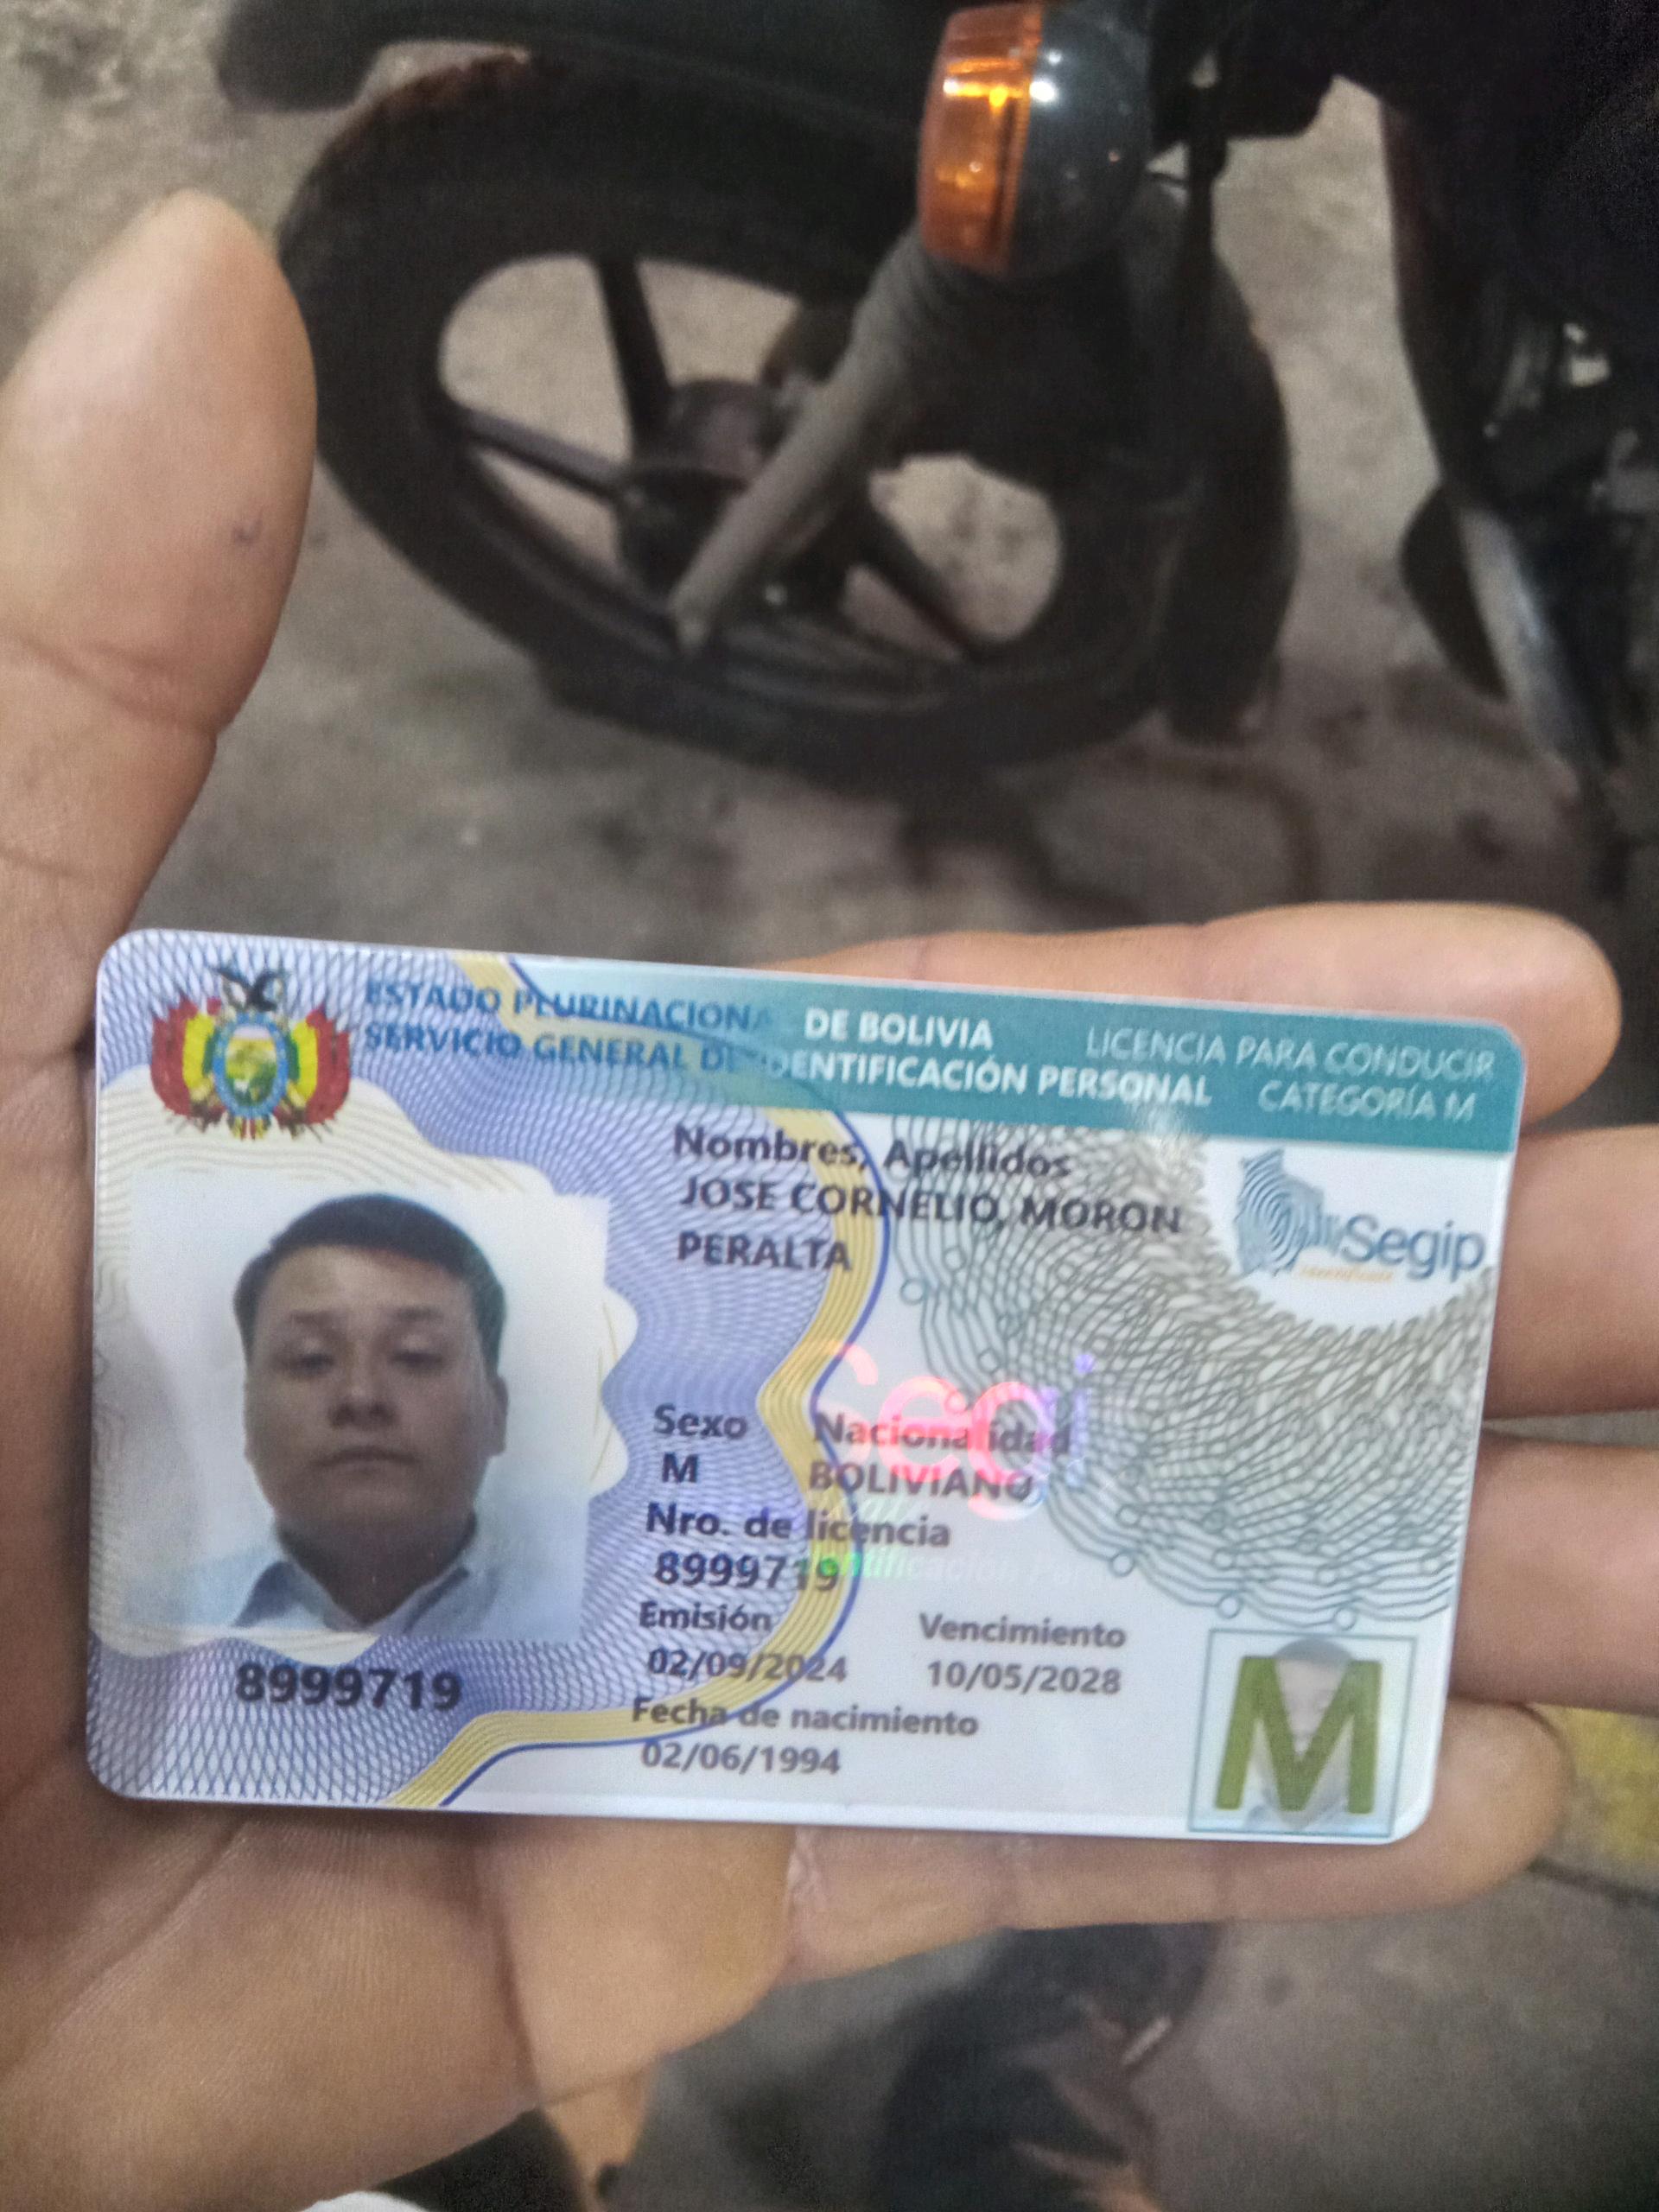 ESTADO PLURINACIONAL DE BOLIVIA
SERVICIO GENERAL DE IDENTIFICACIÓN PERSONAL
LICENCIA PARA CONDUCIR
CATEGORÍA M
Nombres, Apellidos
JOSE CORNELIO, MORON
PERALTA
Segip
Segi
Sexo Nacionalidad
M BOLIVIANO
Nro. de licencia
8999719
Emisión Vencimiento
02/09/2024 10/05/2028
Fecha de nacimiento
02/06/1994
8999719
M